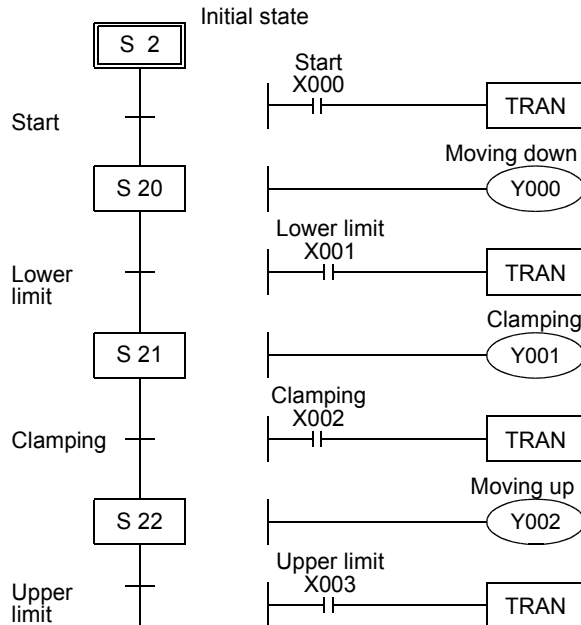 Initial state
S 2
Start
X000
Start
TRAN
Moving down
S 20
Y000
Lower limit
X001
Lower
limit
TRAN
Clamping
S 21
Y001
Clamping
X002
Clamping
TRAN
Moving up
S 22
Y002
Upper limit
X003
Upper
limit
TRAN